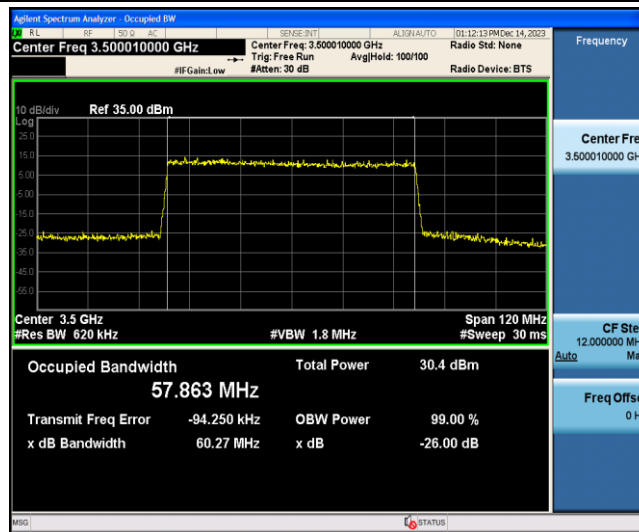 Agilent Spectrum Analyzer - Occupied BW
RL RF 50 Ω AC SENSE:INT ALIGNAUTO 01:12:13 PM Dec 14, 2023
Center Freq 3.500010000 GHz Center Freq: 3.500010000 GHz Radio Std: None Frequency
Trig: Free Run Avg|Hold: 100/100
#IFGain:Low #Atten: 30 dB Radio Device: BTS
10 dB/div Ref 35.00 dBm
Log
25.0
15.0
5.00
-5.00
-15.0
-25.0
-35.0
-45.0
-55.0
Center Fre
3.500010000 GH
Center 3.5 GHz Span 120 MHz
#Res BW 620 kHz #VBW 1.8 MHz #Sweep 30 ms
CF Ste
12.000000 MH
Auto Ma
Occupied Bandwidth Total Power 30.4 dBm
57.863 MHz
Transmit Freq Error -94.250 kHz OBW Power 99.00 %
x dB Bandwidth 60.27 MHz x dB -26.00 dB
Freq Offse
0 H
MSG STATUS